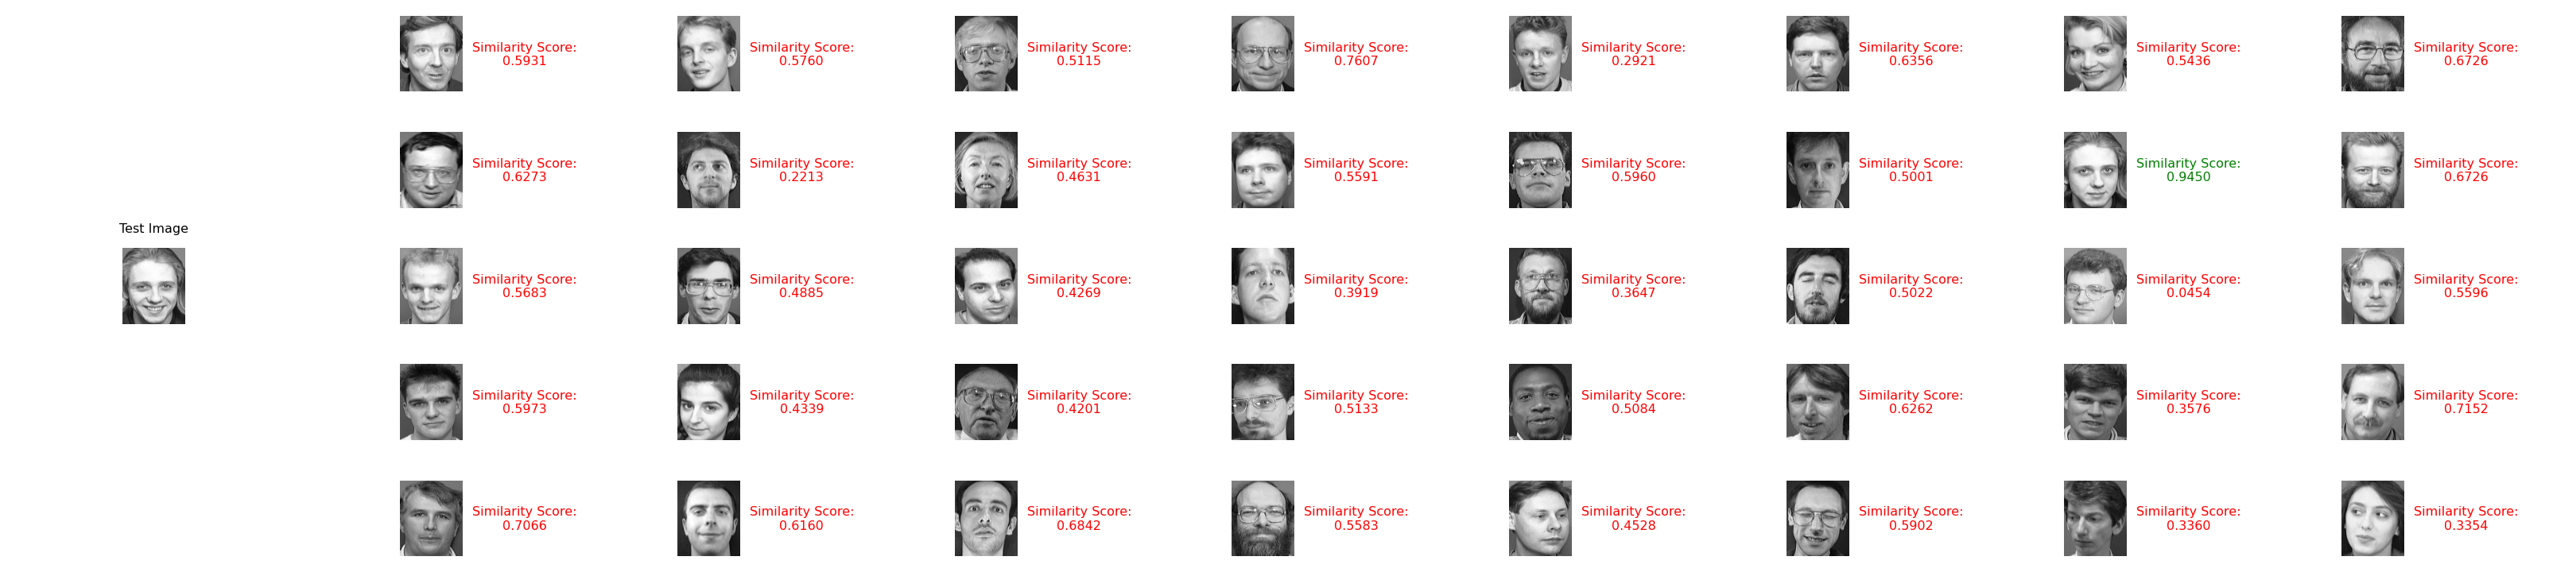 Similarity Score:
0.5931
Similarity Score:
0.5760
Similarity Score:
0.5115
Similarity Score:
0.7607
Similarity Score:
0.2921
Similarity Score:
0.6356
Similarity Score:
0.5436
Similarity Score:
0.6726
Similarity Score:
0.6273
Similarity Score:
0.2213
Similarity Score:
0.4631
Similarity Score:
0.5591
Similarity Score:
0.5960
Similarity Score:
0.5001
Similarity Score:
0.9450
Similarity Score:
0.6726
Test Image
Similarity Score:
0.5683
Similarity Score:
0.4885
Similarity Score:
0.4269
Similarity Score:
0.3919
Similarity Score:
0.3647
Similarity Score:
0.5022
Similarity Score:
0.0454
Similarity Score:
0.5596
Similarity Score:
0.5973
Similarity Score:
0.4339
Similarity Score:
0.4201
Similarity Score:
0.5133
Similarity Score:
0.5084
Similarity Score:
0.6262
Similarity Score:
0.3576
Similarity Score:
0.7152
Similarity Score:
0.7066
Similarity Score:
0.6160
Similarity Score:
0.6842
Similarity Score:
0.5583
Similarity Score:
0.4528
Similarity Score:
0.5902
Similarity Score:
0.3360
Similarity Score:
0.3354